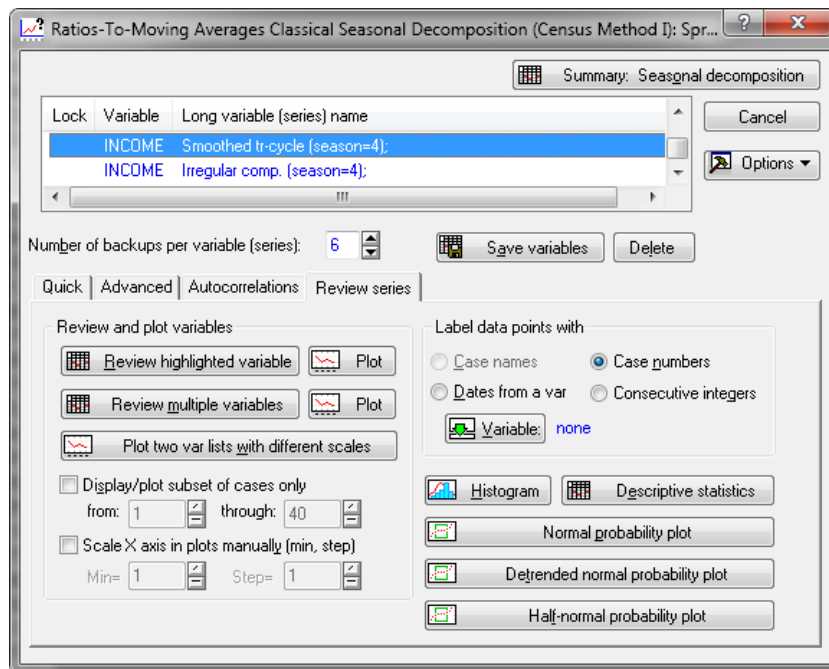 Ratios-To-Moving Averages Classical Seasonal Decomposition (Census Method I): Spr...
Summary: Seasonal decomposition
Lock Variable Long variable (series) name
INCOME Smoothed tr-cycle (season=4);
INCOME Irregular comp. (season=4);
Cancel
Options
Number of backups per variable (series): 6
Save variables Delete
Quick Advanced Autocorrelations Review series
Review and plot variables
Review highlighted variable Plot
Review multiple variables Plot
Plot two var lists with different scales
Display/plot subset of cases only
from: 1 through: 40
Scale X axis in plots manually (min, step)
Min= 1 Step= 1
Label data points with
Case names Case numbers
Dates from a var Consecutive integers
Variable: none
Histogram Descriptive statistics
Normal probability plot
Detrended normal probability plot
Half-normal probability plot